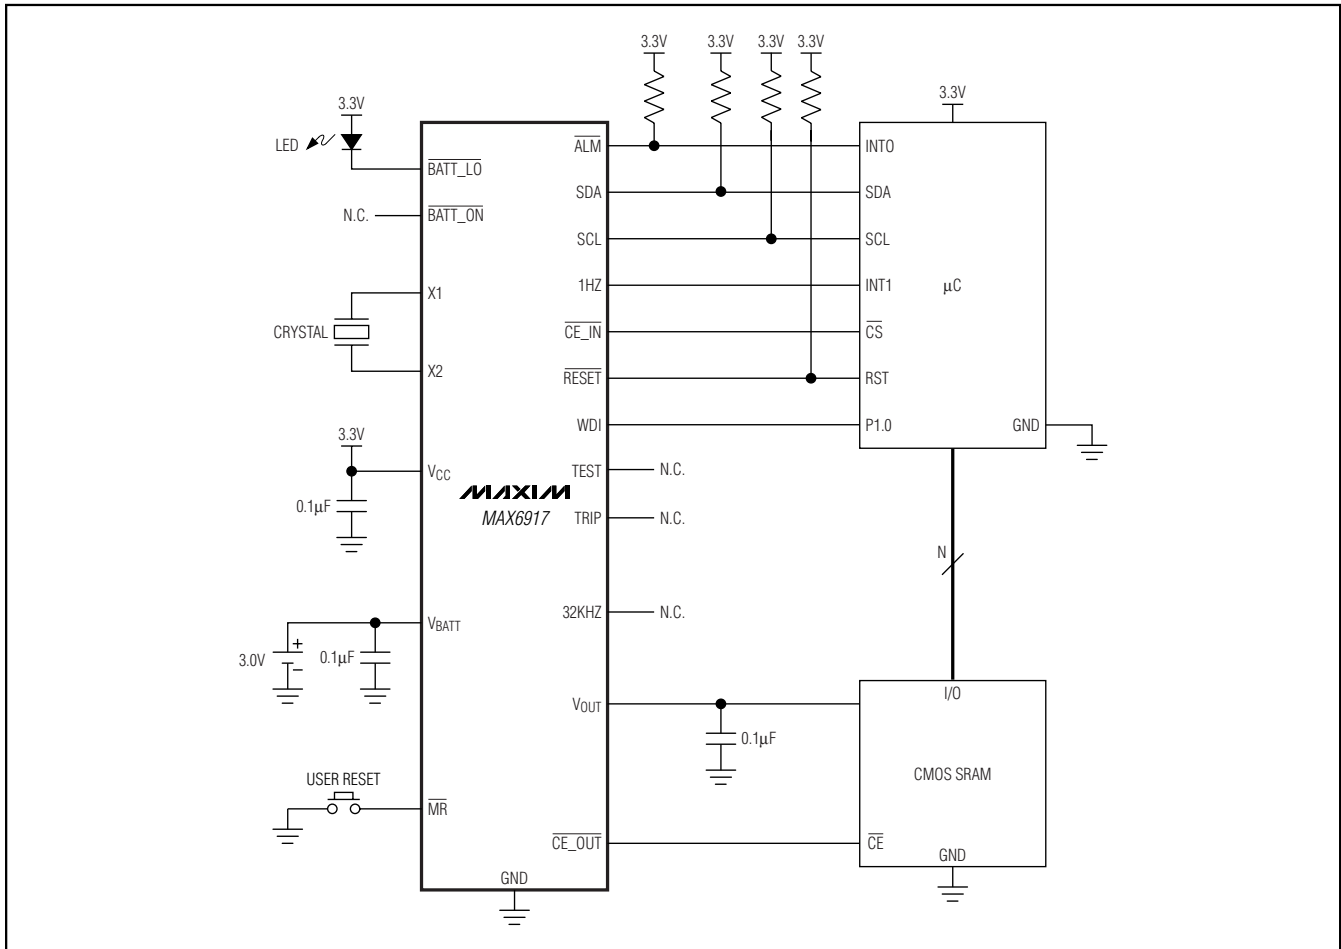 3.3V 3.3V 3.3V 3.3V
3.3V
3.3V
LED
BATT_LO
N.C.
BATT_ON
X1
CRYSTAL
X2
3.3V
VCC
0.1µF
VBATT
3.0V
+
−
0.1µF
USER RESET
MR
MAXIM
MAX6917
GND
ALM
SDA
SCL
1HZ
CE_IN
RESET
WDI
TEST
N.C.
TRIP
N.C.
32KHZ
N.C.
VOUT
0.1µF
CE_OUT
INT0
SDA
SCL
INT1
µC
CS
RST
P1.0
GND
N
I/O
CMOS SRAM
CE
GND